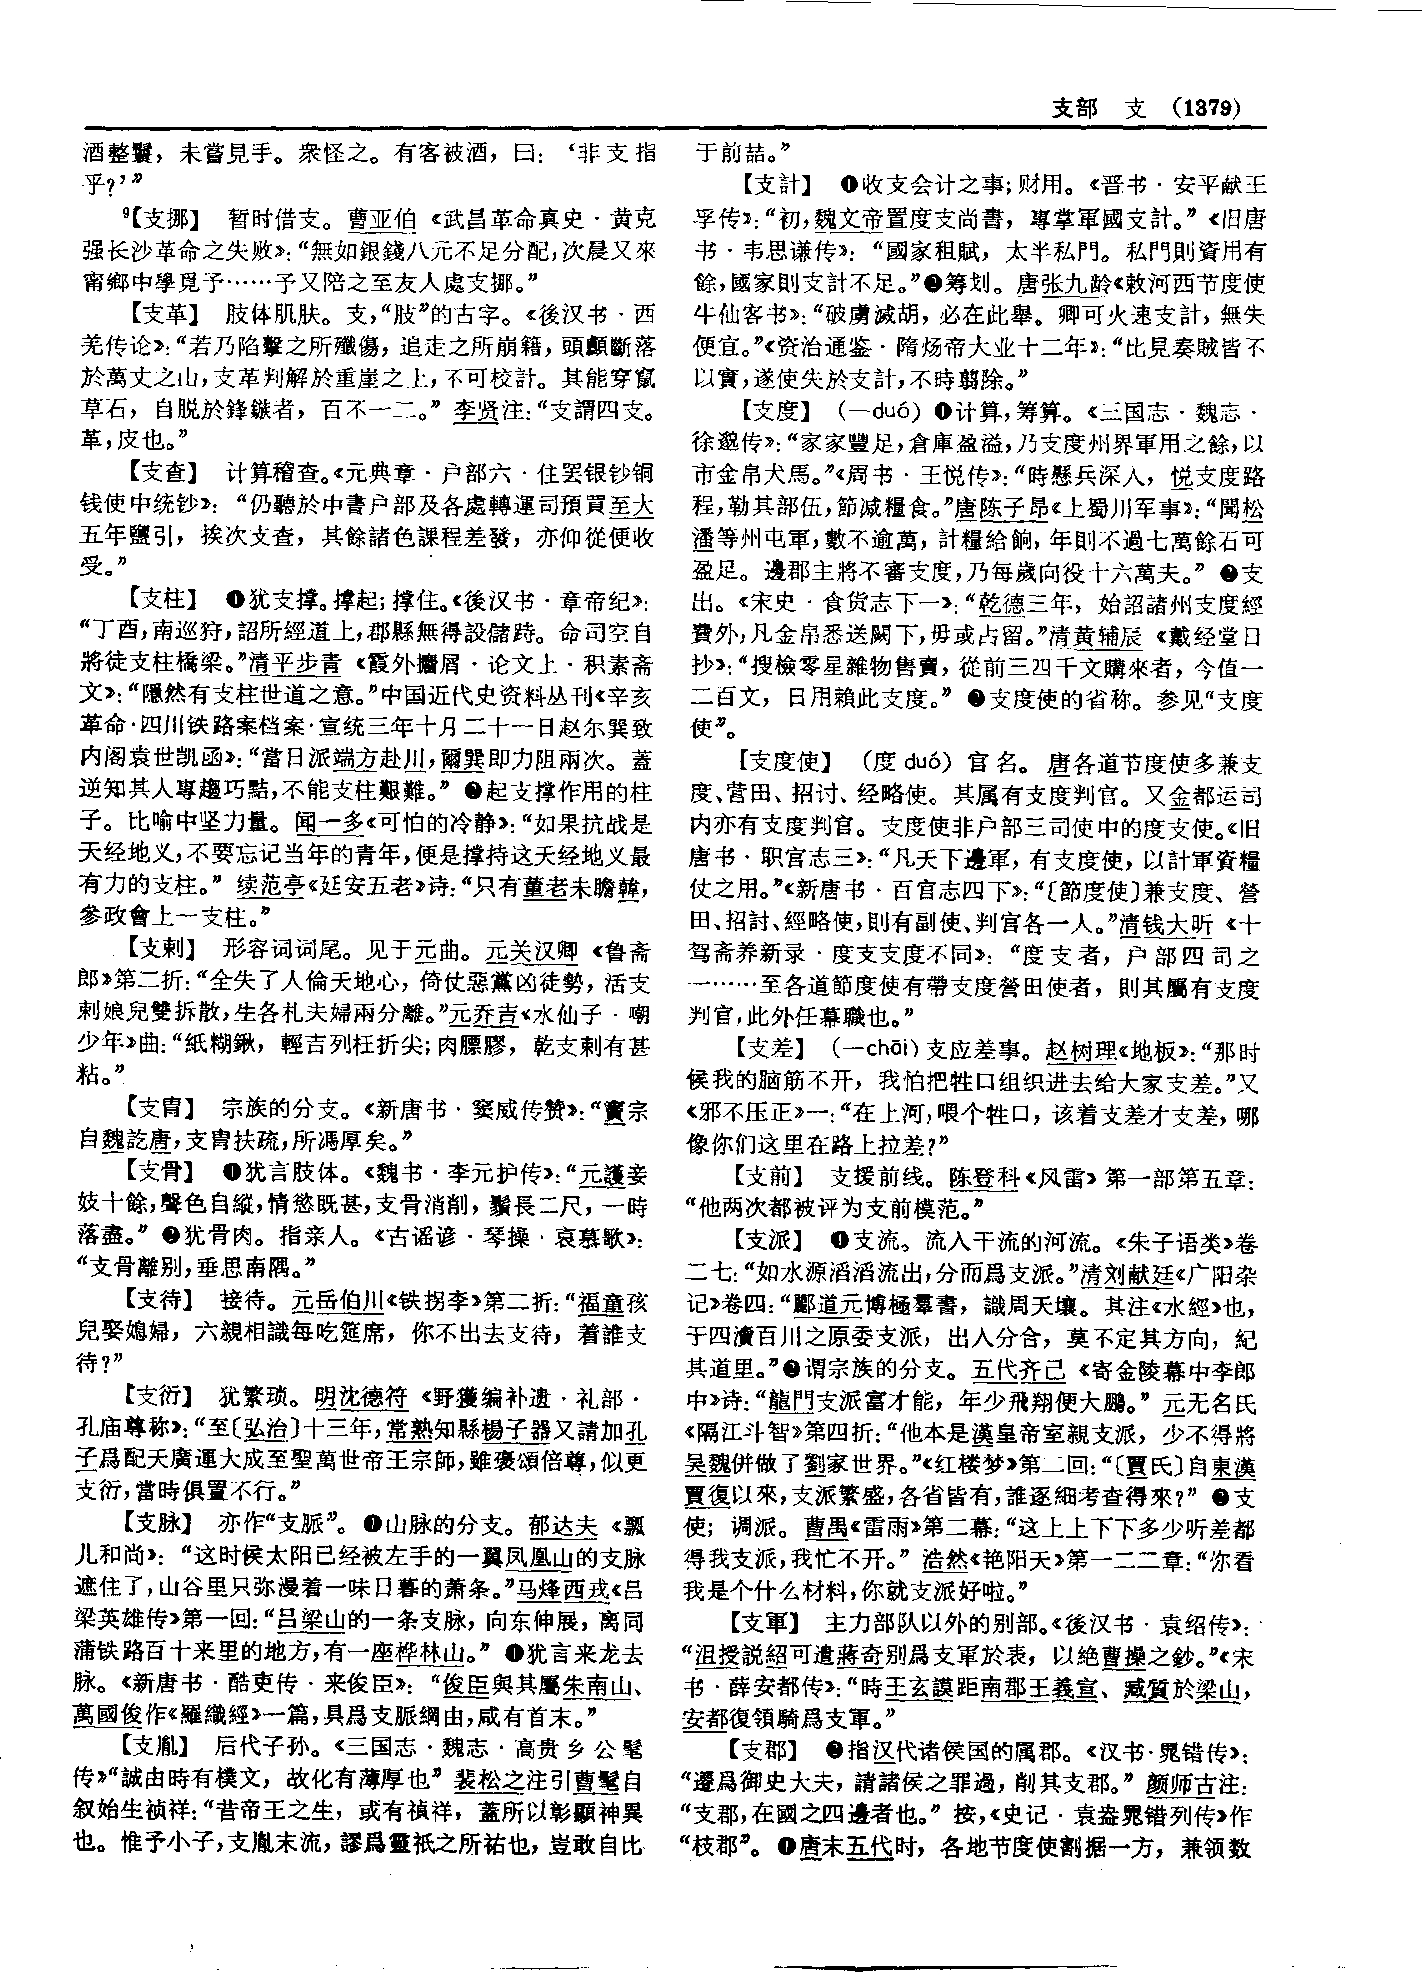 支部　支　(1379)
酒整鬟，未嘗見手。衆怪之。有客被酒，曰：‘非支指
乎?’”
⁹【支挪】　暂时借支。曹亚伯《武昌革命真史·黄克
强长沙革命之失败》：“無如銀錢八元不足分配，次晨又來
甯鄉中學覓予……予又陪之至友人處支挪。”
【支革】　肢体肌肤。支，“肢”的古字。《後汉书·西
羌传论》：“若乃陷擊之所殲傷，追走之所崩籍，頭顱斷落
於萬丈之山，支革判解於重崖之上，不可校計。其能穿竄
草石，自脱於鋒鏃者，百不一二。”李贤注：“支謂四支。
革，皮也。”
【支查】　计算稽查。《元典章·户部六·住罢银钞铜
钱使中统钞》：“仍聽於中書户部及各處轉運司預買至大
五年鹽引，挨次支查，其餘諸色課程差發，亦仰從便收
受。”
【支柱】　❶犹支撑。撑起；撑住。《後汉书·章帝纪》：
“丁酉，南巡狩，詔所經道上，郡縣無得設儲跱。命司空自
將徒支柱橋梁。”清平步青《霞外攟屑·论文上·积素斋
文》：“隱然有支柱世道之意。”中国近代史资料丛刊《辛亥
革命·四川铁路案档案·宣统三年十月二十一日赵尔巽致
内阁袁世凯函》：“當日派端方赴川，爾巽即力阻兩次。蓋
逆知其人專趨巧黠，不能支柱艱難。”❷起支撑作用的柱
子。比喻中坚力量。闻一多《可怕的冷静》：“如果抗战是
天经地义，不要忘记当年的青年，便是撑持这天经地义最
有力的支柱。”续范亭《延安五老》诗：“只有董老未瞻韓，
參政會上一支柱。”
【支剌】　形容词词尾。见于元曲。元关汉卿《鲁斋
郎》第二折：“全失了人倫天地心，倚仗惡黨凶徒勢，活支
剌娘兒雙拆散，生各札夫婦兩分離。”元乔吉《水仙子·嘲
少年》曲：“紙糊鍬，輕吉列枉折尖；肉膘膠，乾支剌有甚
粘。”
【支胄】　宗族的分支。《新唐书·窦威传赞》：“竇宗
自魏訖唐，支胄扶疏，所馮厚矣。”
【支骨】　❶犹言肢体。《魏书·李元护传》：“元護妾
妓十餘，聲色自縱，情慾既甚，支骨消削，鬚長二尺，一時
落盡。”❷犹骨肉。指亲人。《古谣谚·琴操·哀慕歌》：
“支骨離别，垂思南隅。”
【支待】　接待。元岳伯川《铁拐李》第二折：“福童孩
兒娶媳婦，六親相識每吃筵席，你不出去支待，着誰支
待?”
【支衍】　犹繁琐。明沈德符《野獲编补遗·礼部·
孔庙尊称》：“至〔弘治〕十三年，常熟知縣楊子器又請加孔
子爲配天廣運大成至聖萬世帝王宗師，雖褒頌倍尊，似更
支衍，當時俱置不行。”
【支脉】　亦作“支脈”。❶山脉的分支。郁达夫《瓢
儿和尚》：“这时侯太阳已经被左手的一翼凤凰山的支脉
遮住了，山谷里只弥漫着一味日暮的萧条。”马烽西戎《吕
梁英雄传》第一回：“吕梁山的一条支脉，向东伸展，离同
蒲铁路百十来里的地方，有一座桦林山。”❶犹言来龙去
脉。《新唐书·酷吏传·来俊臣》：“俊臣與其屬朱南山、
萬國俊作《羅織經》一篇，具爲支脈綱由，咸有首末。”
【支胤】　后代子孙。《三国志·魏志·高贵乡公髦
传》“誠由時有樸文，故化有薄厚也”裴松之注引曹髦自
叙始生祯祥：“昔帝王之生，或有禎祥，蓋所以彰顯神異
也。惟予小子，支胤末流，謬爲靈祇之所祐也，豈敢自比
于前喆。”
【支計】　❶收支会计之事；财用。《晋书·安平献王
孚传》：“初，魏文帝置度支尚書，專掌軍國支計。”《旧唐
书·韦思谦传》：“國家租賦，太半私門。私門則資用有
餘，國家則支計不足。”❷筹划。唐张九龄《敕河西节度使
牛仙客书》：“破虜滅胡，必在此舉。卿可火速支計，無失
便宜。”《资治通鉴·隋炀帝大业十二年》：“比見奏賊皆不
以實，遂使失於支計，不時翦除。”
【支度】　(一duó)❶计算，筹算。《三国志·魏志·
徐邈传》：“家家豐足，倉庫盈溢，乃支度州界軍用之餘，以
市金帛犬馬。”《周书·王悦传》：“時懸兵深入，悦支度路
程，勒其部伍，節減糧食。”唐陈子昂《上蜀川军事》：“聞松
潘等州屯軍，數不逾萬，計糧給餉，年則不過七萬餘石可
盈足。邊郡主將不審支度，乃每歲向役十六萬夫。”❷支
出。《宋史·食货志下一》：“乾德三年，始詔諸州支度經
費外，凡金帛悉送闕下，毋或占留。”清黄辅辰《戴经堂日
抄》：“搜檢零星雜物售賣，從前三四千文購來者，今值一
二百文，日用賴此支度。”❸支度使的省称。参见“支度
使”。
【支度使】　(度 duó) 官名。唐各道节度使多兼支
度、营田、招讨、经略使。其属有支度判官。又金都运司
内亦有支度判官。支度使非户部三司使中的度支使。《旧
唐书·职官志三》：“凡天下邊軍，有支度使，以計軍資糧
仗之用。”《新唐书·百官志四下》：“〔節度使〕兼支度、營
田、招討、經略使，則有副使、判官各一人。”清钱大昕《十
驾斋养新录·度支支度不同》：“度支者，户部四司之
一……至各道節度使有帶支度營田使者，則其屬有支度
判官，此外任幕職也。”
【支差】　(一chāi)支应差事。赵树理《地板》：“那时
侯我的脑筋不开，我怕把牲口组织进去给大家支差。”又
《邪不压正》一：“在上河，喂个牲口，该着支差才支差，哪
像你们这里在路上拉差?”
【支前】　支援前线。陈登科《风雷》第一部第五章：
“他两次都被评为支前模范。”
【支派】　❶支流。流入干流的河流。《朱子语类》卷
二七：“如水源滔滔流出，分而爲支派。”清刘献廷《广阳杂
记》卷四：“酈道元博極羣書，識周天壤。其注《水經》也，
于四瀆百川之原委支派，出入分合，莫不定其方向，紀
其道里。”❷谓宗族的分支。五代齐己《寄金陵幕中李郎
中》诗：“龍門支派富才能，年少飛翔便大鵬。”元无名氏
《隔江斗智》第四折：“他本是漢皇帝室親支派，少不得將
吴魏併做了劉家世界。”《红楼梦》第二回：“〔賈氏〕自東漢
賈復以來，支派繁盛，各省皆有，誰逐細考查得來?”❸支
使；调派。曹禺《雷雨》第二幕：“这上上下下多少听差都
得我支派，我忙不开。”浩然《艳阳天》第一二二章：“你看
我是个什么材料，你就支派好啦。”
【支軍】　主力部队以外的别部。《後汉书·袁绍传》：
“沮授説紹可遣蔣奇别爲支軍於表，以絶曹操之鈔。”《宋
书·薛安都传》：“時王玄謨距南郡王義宣、臧質於梁山，
安都復領騎爲支軍。”
【支郡】　❷指汉代诸侯国的属郡。《汉书·晁错传》：
“遷爲御史大夫，請諸侯之罪過，削其支郡。”颜师古注：
“支郡，在國之四邊者也。”按，《史记·袁盎晁错列传》作
“枝郡”。❶唐末五代时，各地节度使割据一方，兼领数